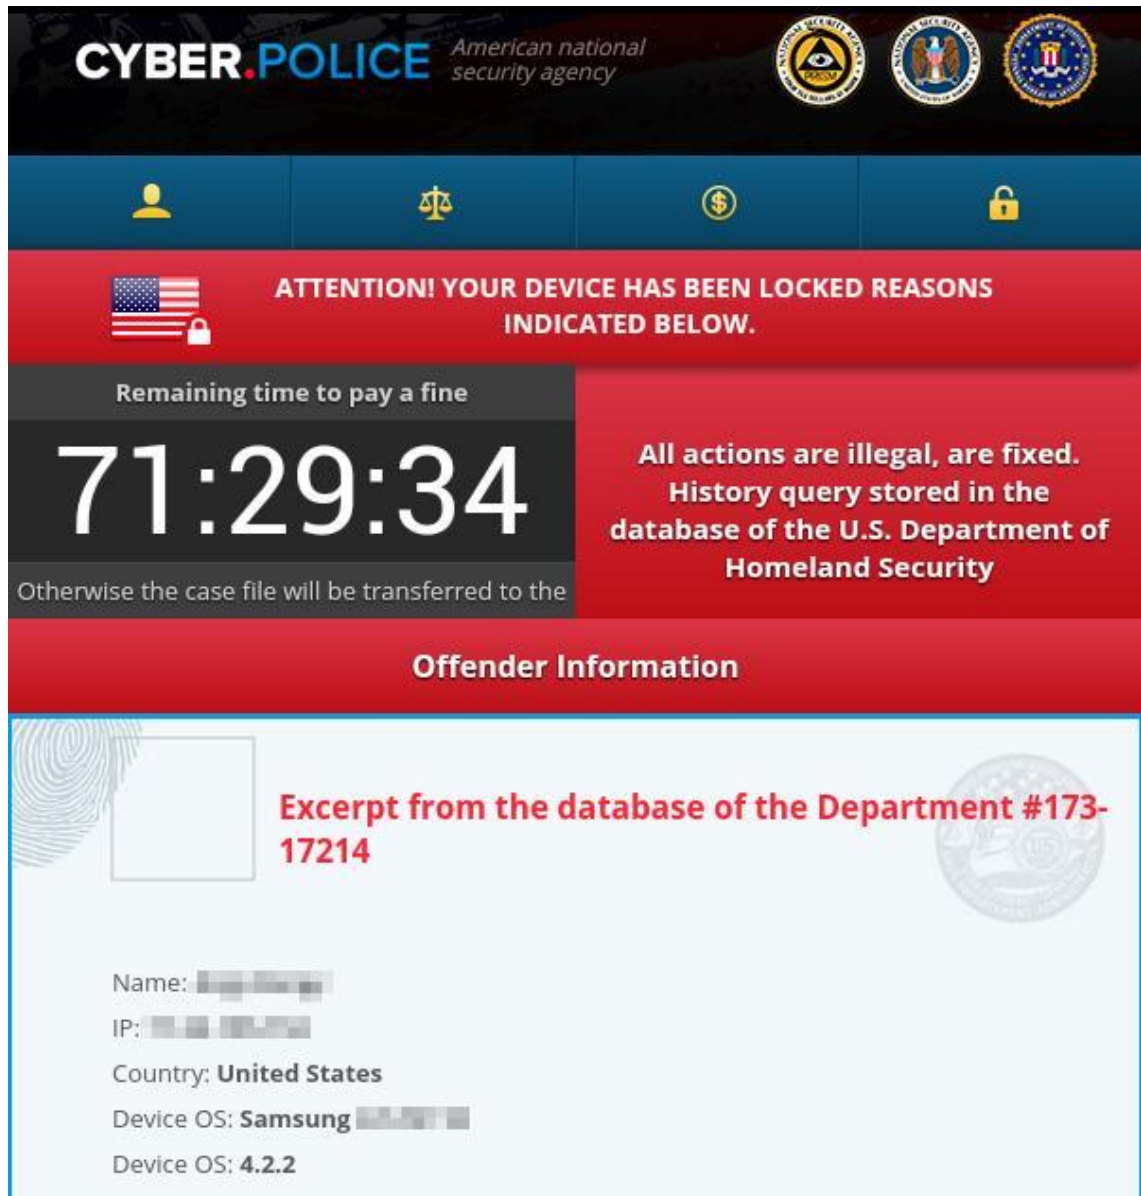 CYBER.POLICE American national
security agency
PRISM
ATTENTION! YOUR DEVICE HAS BEEN LOCKED REASONS
INDICATED BELOW.
Remaining time to pay a fine
71:29:34
Otherwise the case file will be transferred to the
All actions are illegal, are fixed.
History query stored in the
database of the U.S. Department of
Homeland Security
Offender Information
Excerpt from the database of the Department #173-
17214
US
Name:
IP:
Country: United States
Device OS: Samsung
Device OS: 4.2.2